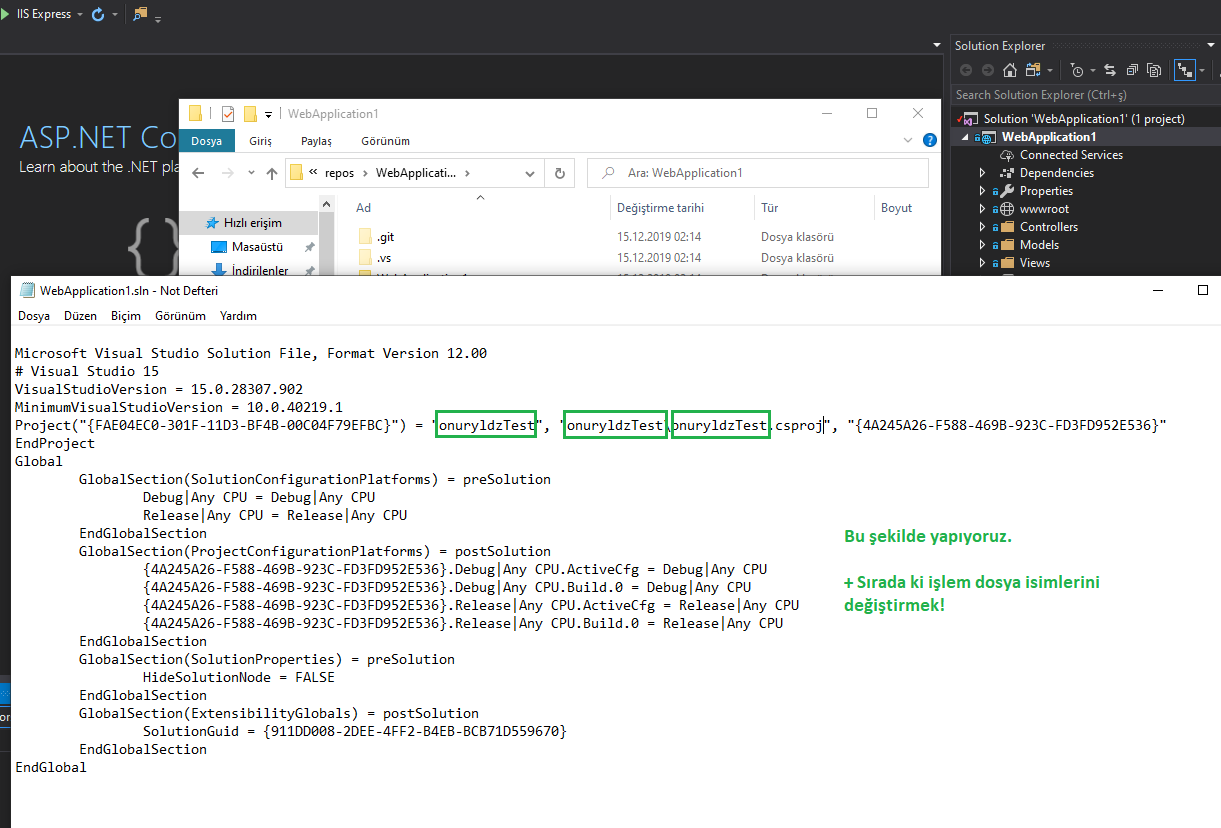 IIS Express
Solution Explorer
Search Solution Explorer (Ctrl+ş)
Solution 'WebApplication1' (1 project)
WebApplication1
Connected Services
Dependencies
Properties
wwwroot
Controllers
Models
Views
ASP.NET Co
Learn about the .NET pla
{}
WebApplication1
Dosya Giriş Paylaş Görünüm
« repos › WebApplicati... ›
Ara: WebApplication1
Ad Değiştirme tarihi Tür Boyut
Hızlı erişim
Masaüstü
İndirilenler
.git 15.12.2019 02:14 Dosya klasörü
.vs 15.12.2019 02:14 Dosya klasörü
WebApplication1.sln - Not Defteri
Dosya Düzen Biçim Görünüm Yardım
Microsoft Visual Studio Solution File, Format Version 12.00
# Visual Studio 15
VisualStudioVersion = 15.0.28307.902
MinimumVisualStudioVersion = 10.0.40219.1
Project("{FAE04EC0-301F-11D3-BF4B-00C04F79EFBC}") = "onuryldzTest", "onuryldzTest\onuryldzTest.csproj", "{4A245A26-F588-469B-923C-FD3FD952E536}"
EndProject
Global
GlobalSection(SolutionConfigurationPlatforms) = preSolution
Debug|Any CPU = Debug|Any CPU
Release|Any CPU = Release|Any CPU
EndGlobalSection
GlobalSection(ProjectConfigurationPlatforms) = postSolution
{4A245A26-F588-469B-923C-FD3FD952E536}.Debug|Any CPU.ActiveCfg = Debug|Any CPU
{4A245A26-F588-469B-923C-FD3FD952E536}.Debug|Any CPU.Build.0 = Debug|Any CPU
{4A245A26-F588-469B-923C-FD3FD952E536}.Release|Any CPU.ActiveCfg = Release|Any CPU
{4A245A26-F588-469B-923C-FD3FD952E536}.Release|Any CPU.Build.0 = Release|Any CPU
EndGlobalSection
GlobalSection(SolutionProperties) = preSolution
HideSolutionNode = FALSE
EndGlobalSection
GlobalSection(ExtensibilityGlobals) = postSolution
SolutionGuid = {911DD008-2DEE-4FF2-B4EB-BCB71D559670}
EndGlobalSection
EndGlobal
Bu şekilde yapıyoruz.
+ Sırada ki işlem dosya isimlerini
değiştirmek!